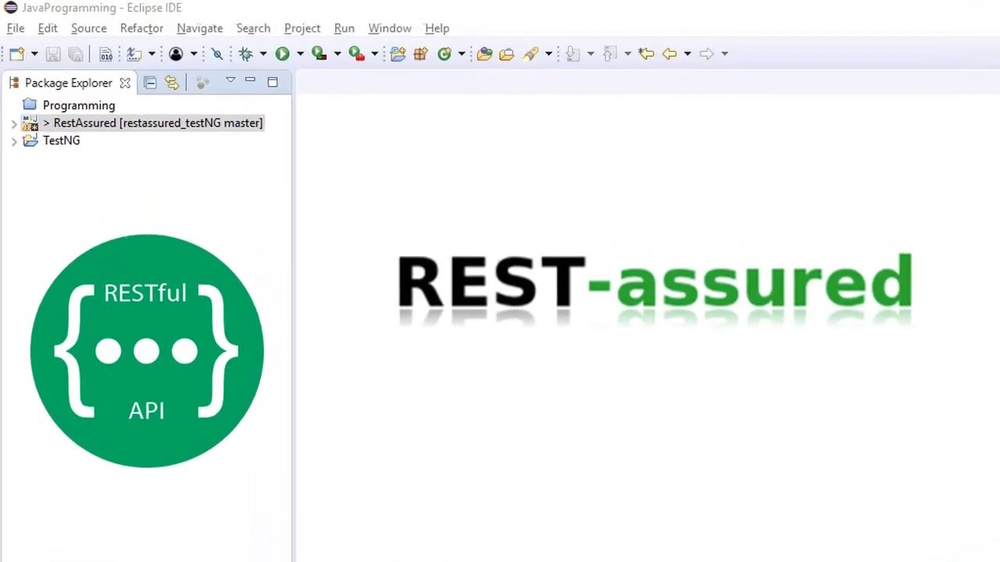 JavaProgramming - Eclipse IDE
File Edit Source Refactor Navigate Search Project Run Window Help
010
Package Explorer
Programming
> RestAssured [restassured_testNG master]
TestNG
RESTful
API
REST-assured